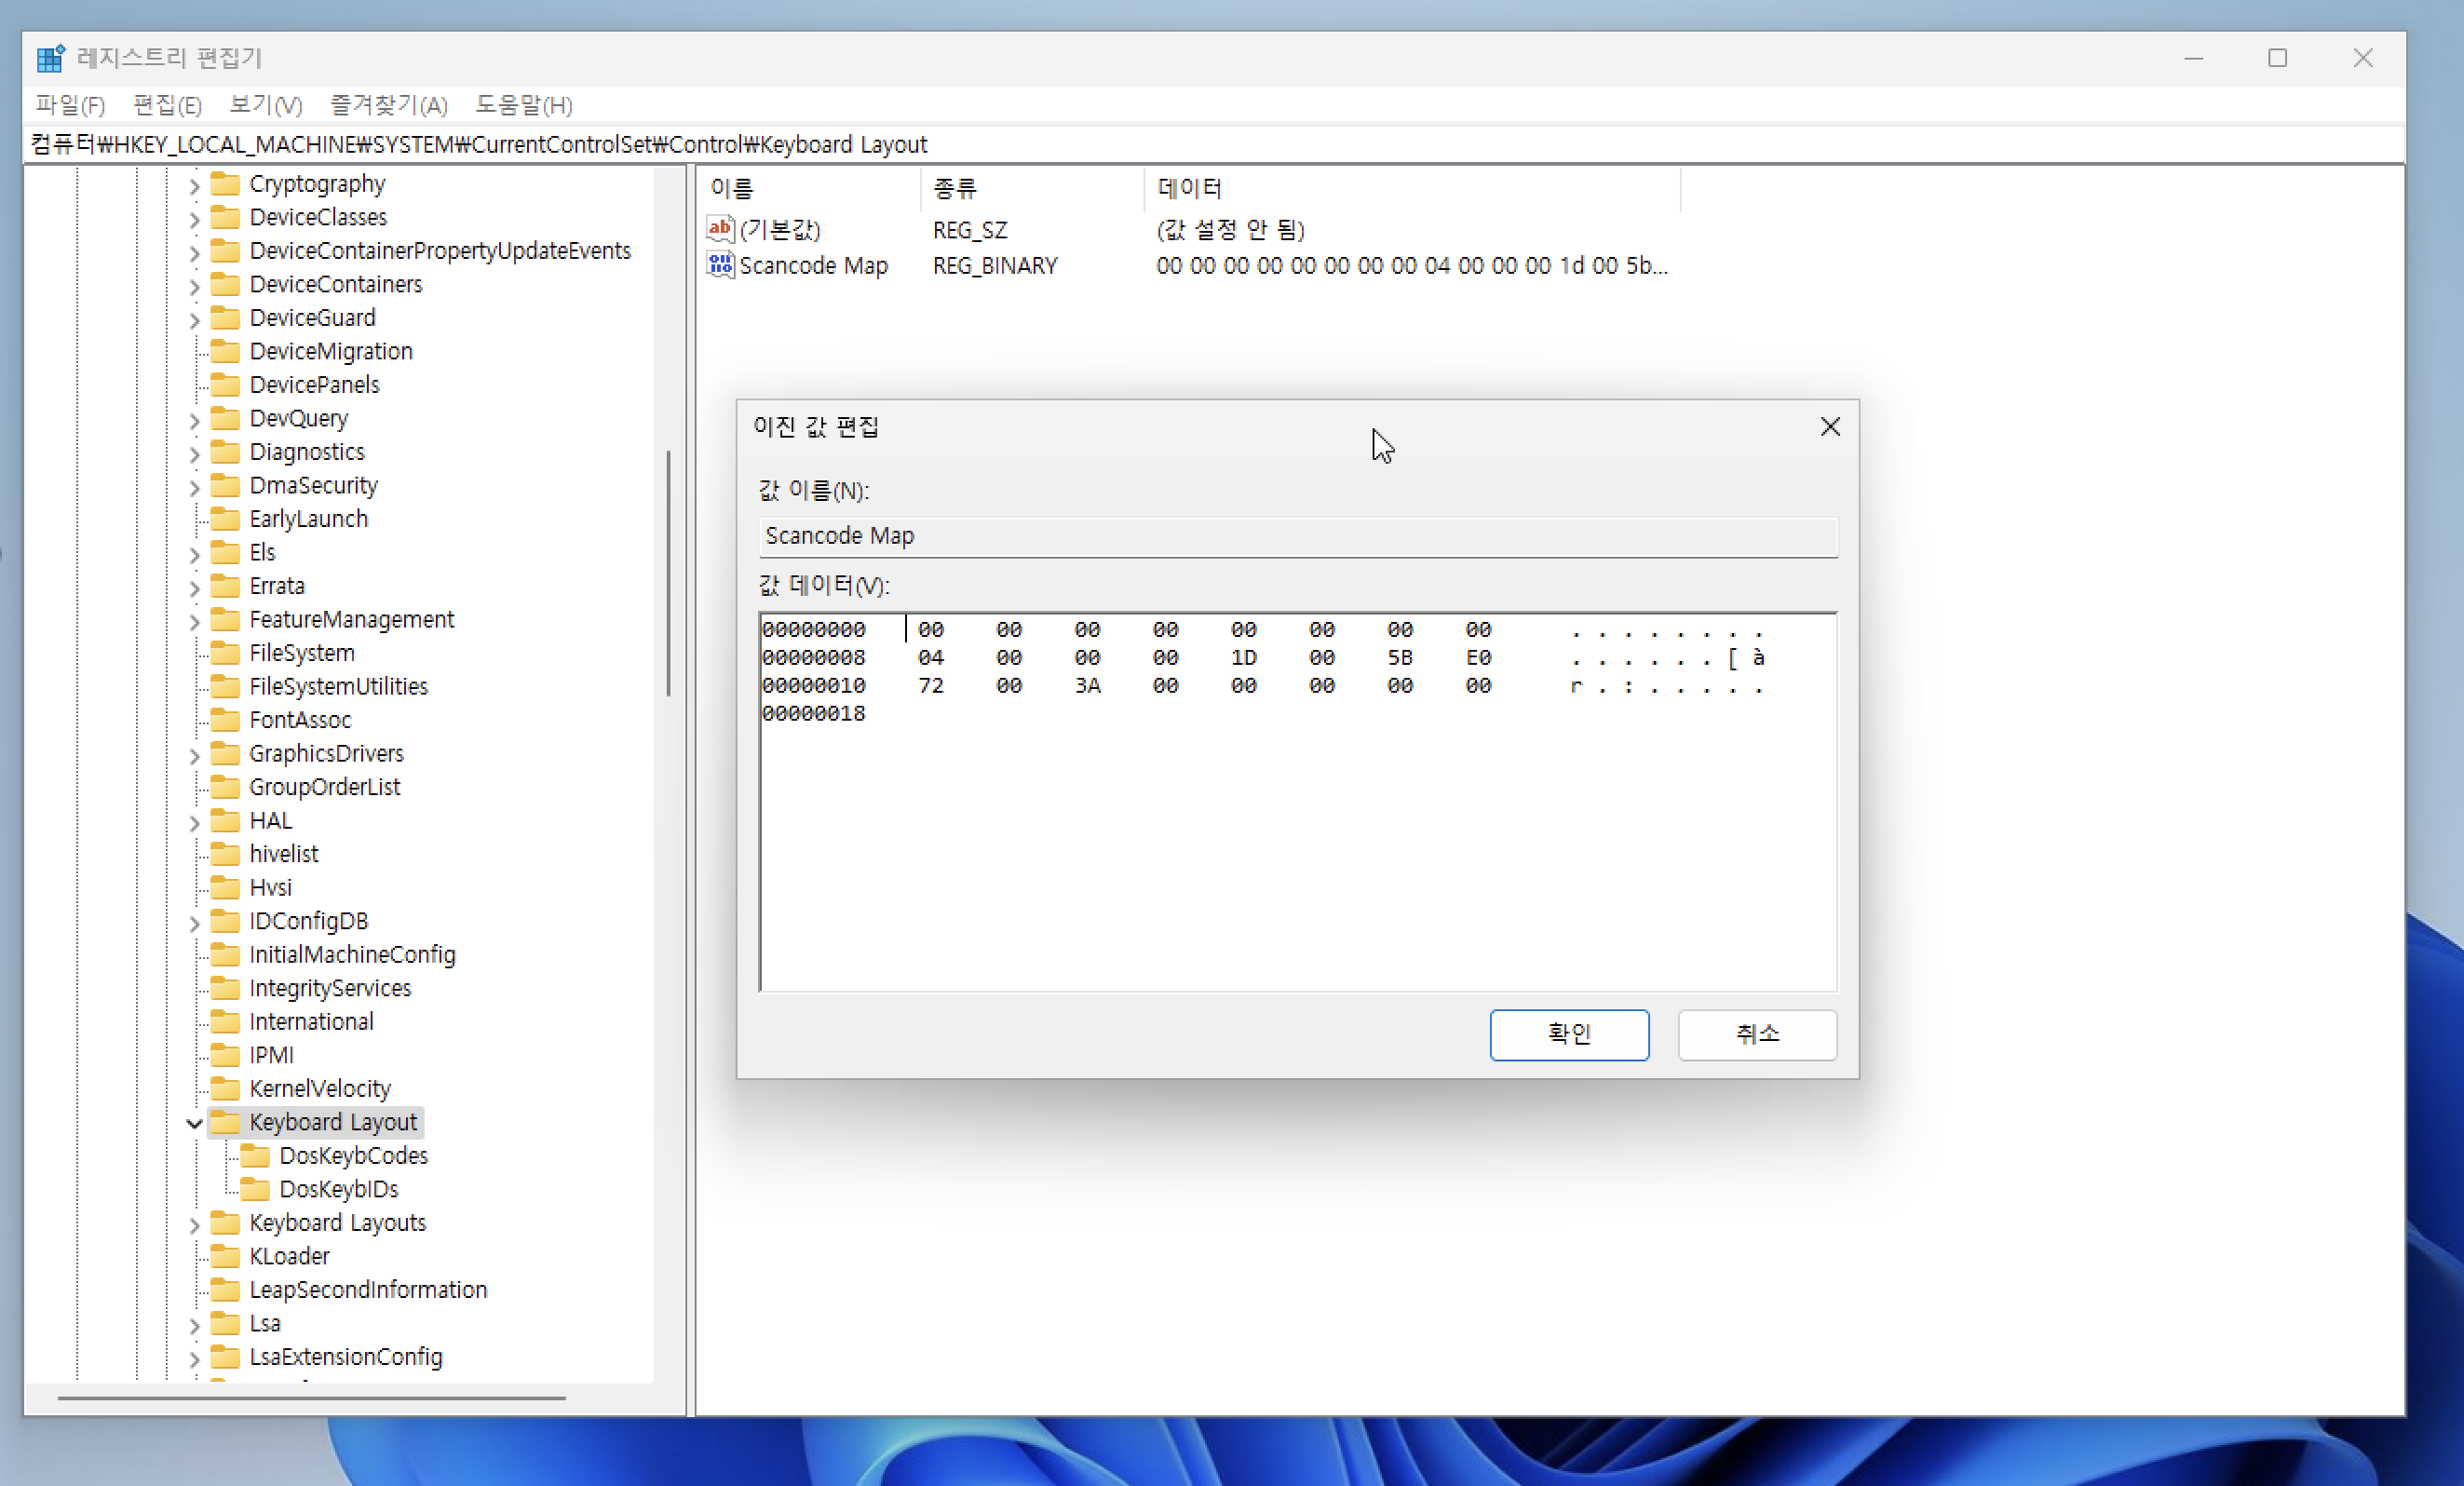 레지스트리 편집기
파일(F) 편집(E) 보기(V) 즐겨찾기(A) 도움말(H)
컴퓨터₩HKEY_LOCAL_MACHINE₩SYSTEM₩CurrentControlSet₩Control₩Keyboard Layout
Cryptography
DeviceClasses
DeviceContainerPropertyUpdateEvents
DeviceContainers
DeviceGuard
DeviceMigration
DevicePanels
DevQuery
Diagnostics
DmaSecurity
EarlyLaunch
Els
Errata
FeatureManagement
FileSystem
FileSystemUtilities
FontAssoc
GraphicsDrivers
GroupOrderList
HAL
hivelist
Hvsi
IDConfigDB
InitialMachineConfig
IntegrityServices
International
IPMI
KernelVelocity
Keyboard Layout
DosKeybCodes
DosKeybIDs
Keyboard Layouts
KLoader
LeapSecondInformation
Lsa
LsaExtensionConfig
이름 종류 데이터
(기본값) REG_SZ (값 설정 안 됨)
Scancode Map REG_BINARY 00 00 00 00 00 00 00 00 04 00 00 00 1d 00 5b...
이진 값 편집
값 이름(N):
Scancode Map
값 데이터(V):
00000000 00 00 00 00 00 00 00 00 . . . . . . . .
00000008 04 00 00 00 1D 00 5B E0 . . . . . . [ à
00000010 72 00 3A 00 00 00 00 00 r . : . . . . .
00000018
확인 취소